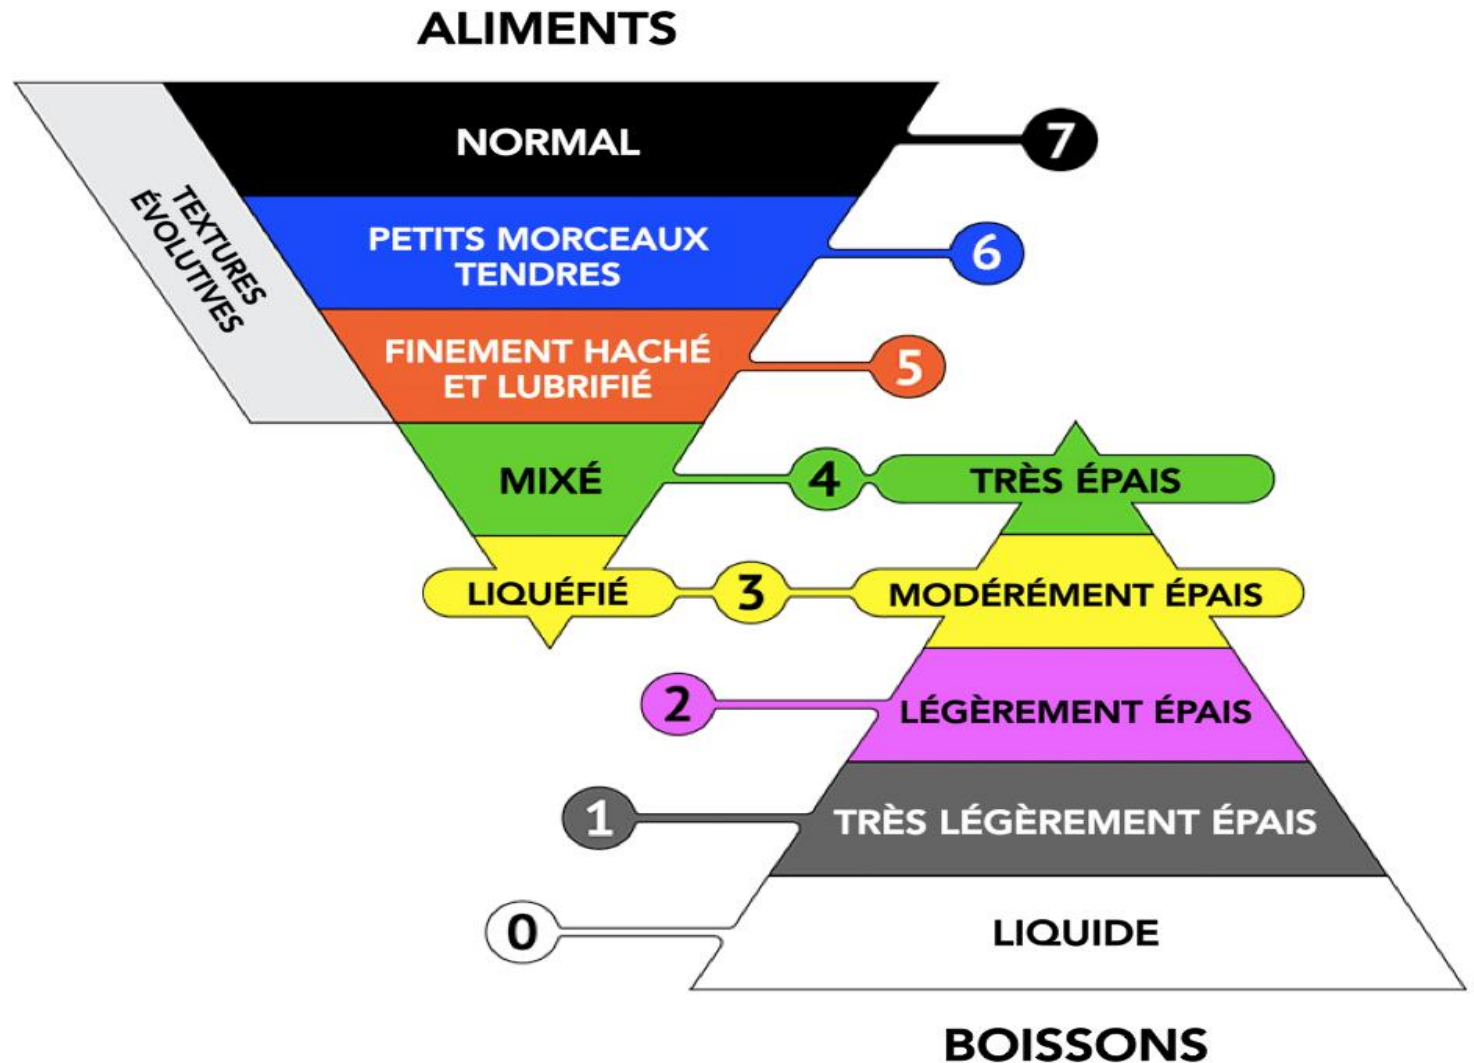 ALIMENTS
NORMAL
7
TEXTURES
ÉVOLUTIVES
PETITS MORCEAUX
TENDRES
6
FINEMENT HACHÉ
ET LUBRIFIÉ
5
MIXÉ
4
TRÈS ÉPAIS
LIQUÉFIÉ
3
MODÉRÉMENT ÉPAIS
2
LÉGÈREMENT ÉPAIS
1
TRÈS LÉGÈREMENT ÉPAIS
0
LIQUIDE
BOISSONS